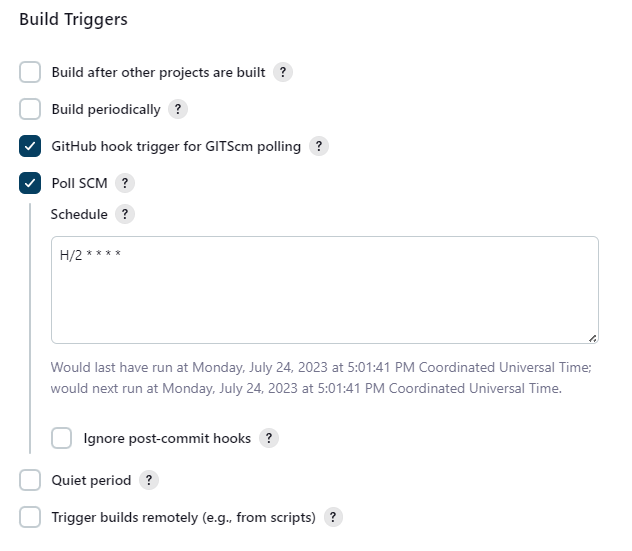 Build Triggers
Build after other projects are built ?
Build periodically ?
GitHub hook trigger for GITScm polling ?
Poll SCM ?
Schedule ?
H/2 * * * *
Would last have run at Monday, July 24, 2023 at 5:01:41 PM Coordinated Universal Time;
would next run at Monday, July 24, 2023 at 5:01:41 PM Coordinated Universal Time.
Ignore post-commit hooks ?
Quiet period ?
Trigger builds remotely (e.g., from scripts) ?